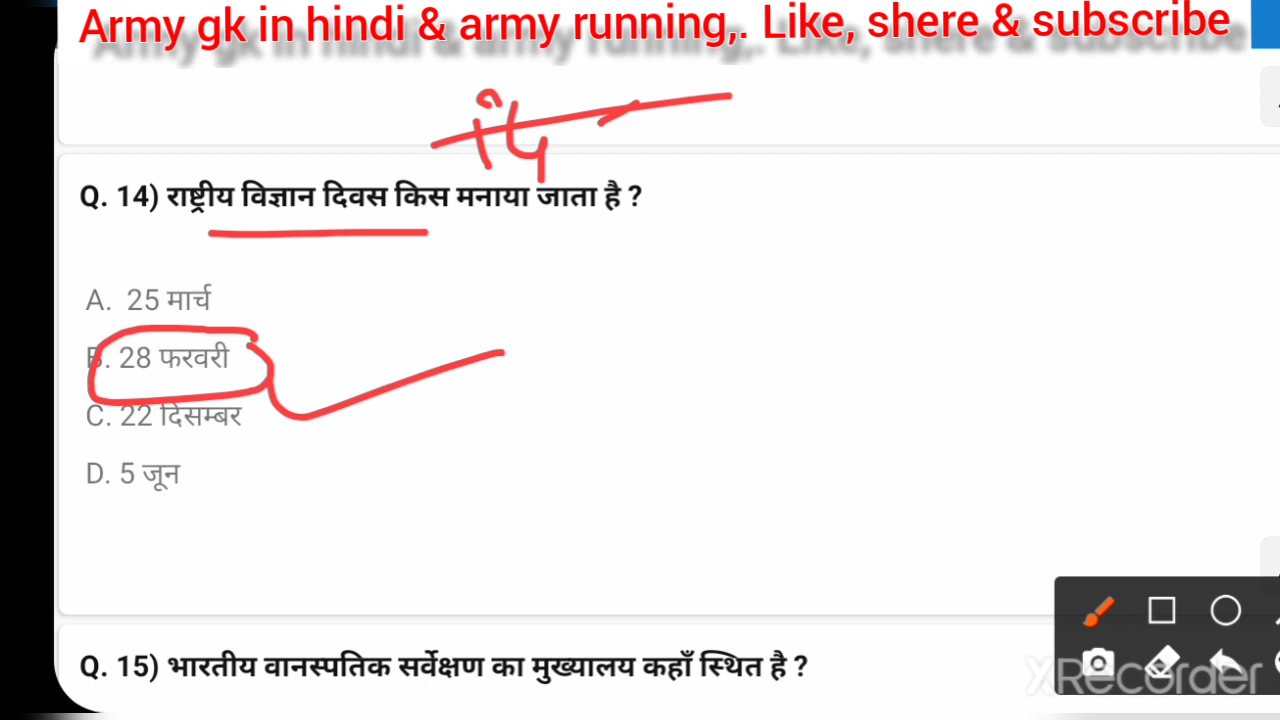 Army gk in hindi & army running,. Like, shere & subscribe
Q. 14) राष्ट्रीय विज्ञान दिवस किस मनाया जाता है ?
A. 25 मार्च
B. 28 फरवरी
C. 22 दिसम्बर
D. 5 जून
Q. 15) भारतीय वानस्पतिक सर्वेक्षण का मुख्यालय कहाँ स्थित है ?
XRecorder